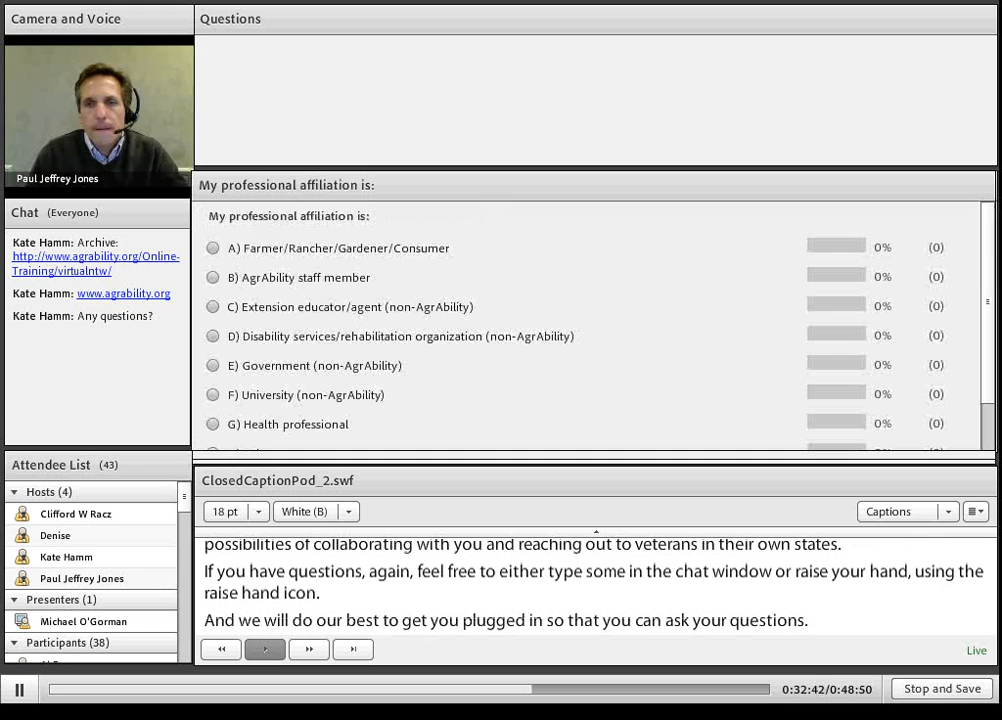 Camera and Voice
Questions
Paul Jeffrey Jones
My professional affiliation is:
My professional affiliation is:
A) Farmer/Rancher/Gardener/Consumer 0% (0)
B) AgrAbility staff member 0% (0)
C) Extension educator/agent (non-AgrAbility) 0% (0)
D) Disability services/rehabilitation organization (non-AgrAbility) 0% (0)
E) Government (non-AgrAbility) 0% (0)
F) University (non-AgrAbility) 0% (0)
G) Health professional 0% (0)
Chat (Everyone)
Kate Hamm: Archive:
http://www.agrability.org/Online-
Training/virtualntw/
Kate Hamm: www.agrability.org
Kate Hamm: Any questions?
Attendee List (43)
Hosts (4)
Clifford W Racz
Denise
Kate Hamm
Paul Jeffrey Jones
Presenters (1)
Michael O'Gorman
Participants (38)
ClosedCaptionPod_2.swf
18 pt White (B) Captions
possibilities of collaborating with you and reaching out to veterans in their own states.
If you have questions, again, feel free to either type some in the chat window or raise your hand, using the
raise hand icon.
And we will do our best to get you plugged in so that you can ask your questions.
Live
0:32:42/0:48:50 Stop and Save